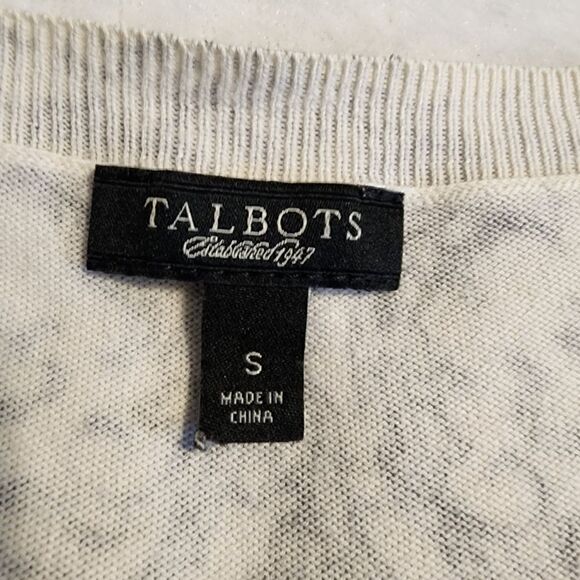 TALBOTS
Established 1947
S
MADE IN
CHINA